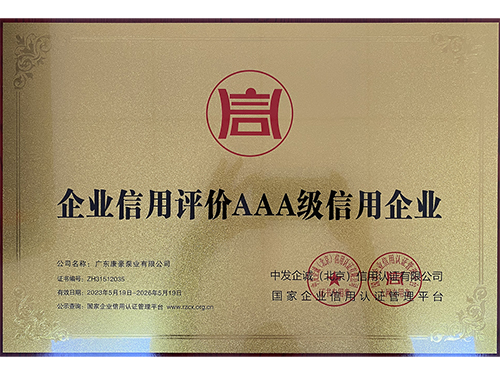 企业信用评价AAA级信用企业
公司名称：广东康豪泵业有限公司
证书编号：ZH31512035
有效日期：2023年5月19日-2026年5月19日
公示查询：国家企业信用认证管理平台 www.rzcx.org.cn
中发企诚（北京）信用认证有限公司
国家企业信用认证管理平台